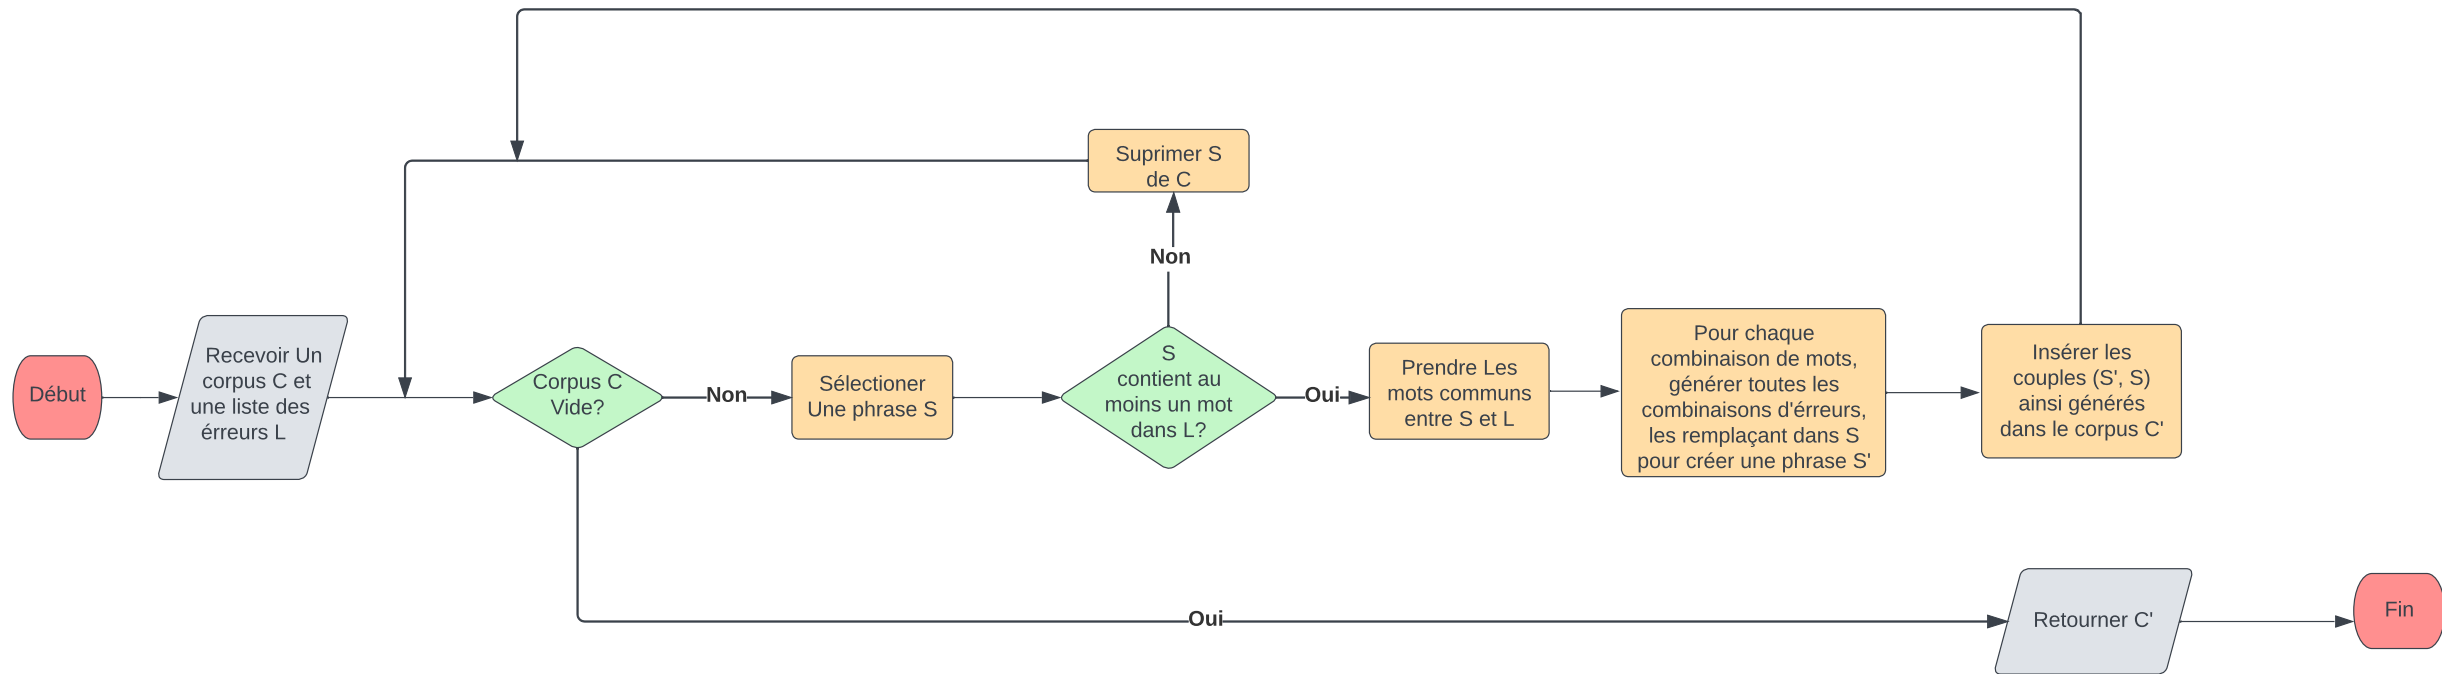 Suprimer S
de C
Non
Début
Recevoir Un
corpus C et
une liste des
érreurs L
Corpus C
Vide?
Non
Sélectioner
Une phrase S
S
contient au
moins un mot
dans L?
Oui
Prendre Les
mots communs
entre S et L
Pour chaque
combinaison de mots,
générer toutes les
combinaisons d'érreurs,
les remplaçant dans S
pour créer une phrase S'
Insérer les
couples (S', S)
ainsi générés
dans le corpus C'
Oui
Retourner C'
Fin